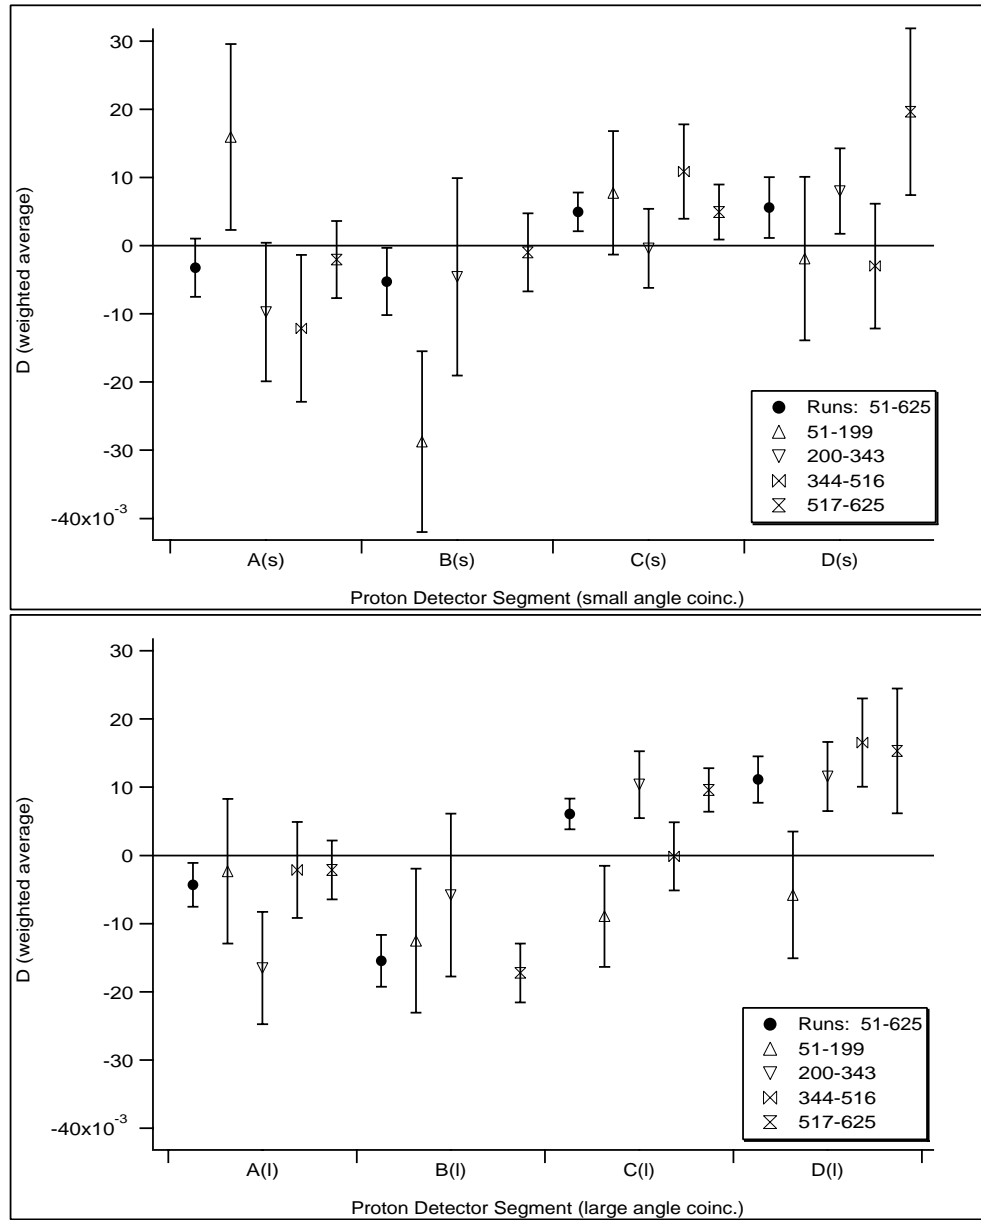 30
20
10
0
-10
-20
-30
-40x10-3
D (weighted average)
Runs: 51-625
51-199
200-343
344-516
517-625
A(s) B(s) C(s) D(s)
Proton Detector Segment (small angle coinc.)
30
20
10
0
-10
-20
-30
-40x10-3
D (weighted average)
Runs: 51-625
51-199
200-343
344-516
517-625
A(l) B(l) C(l) D(l)
Proton Detector Segment (large angle coinc.)